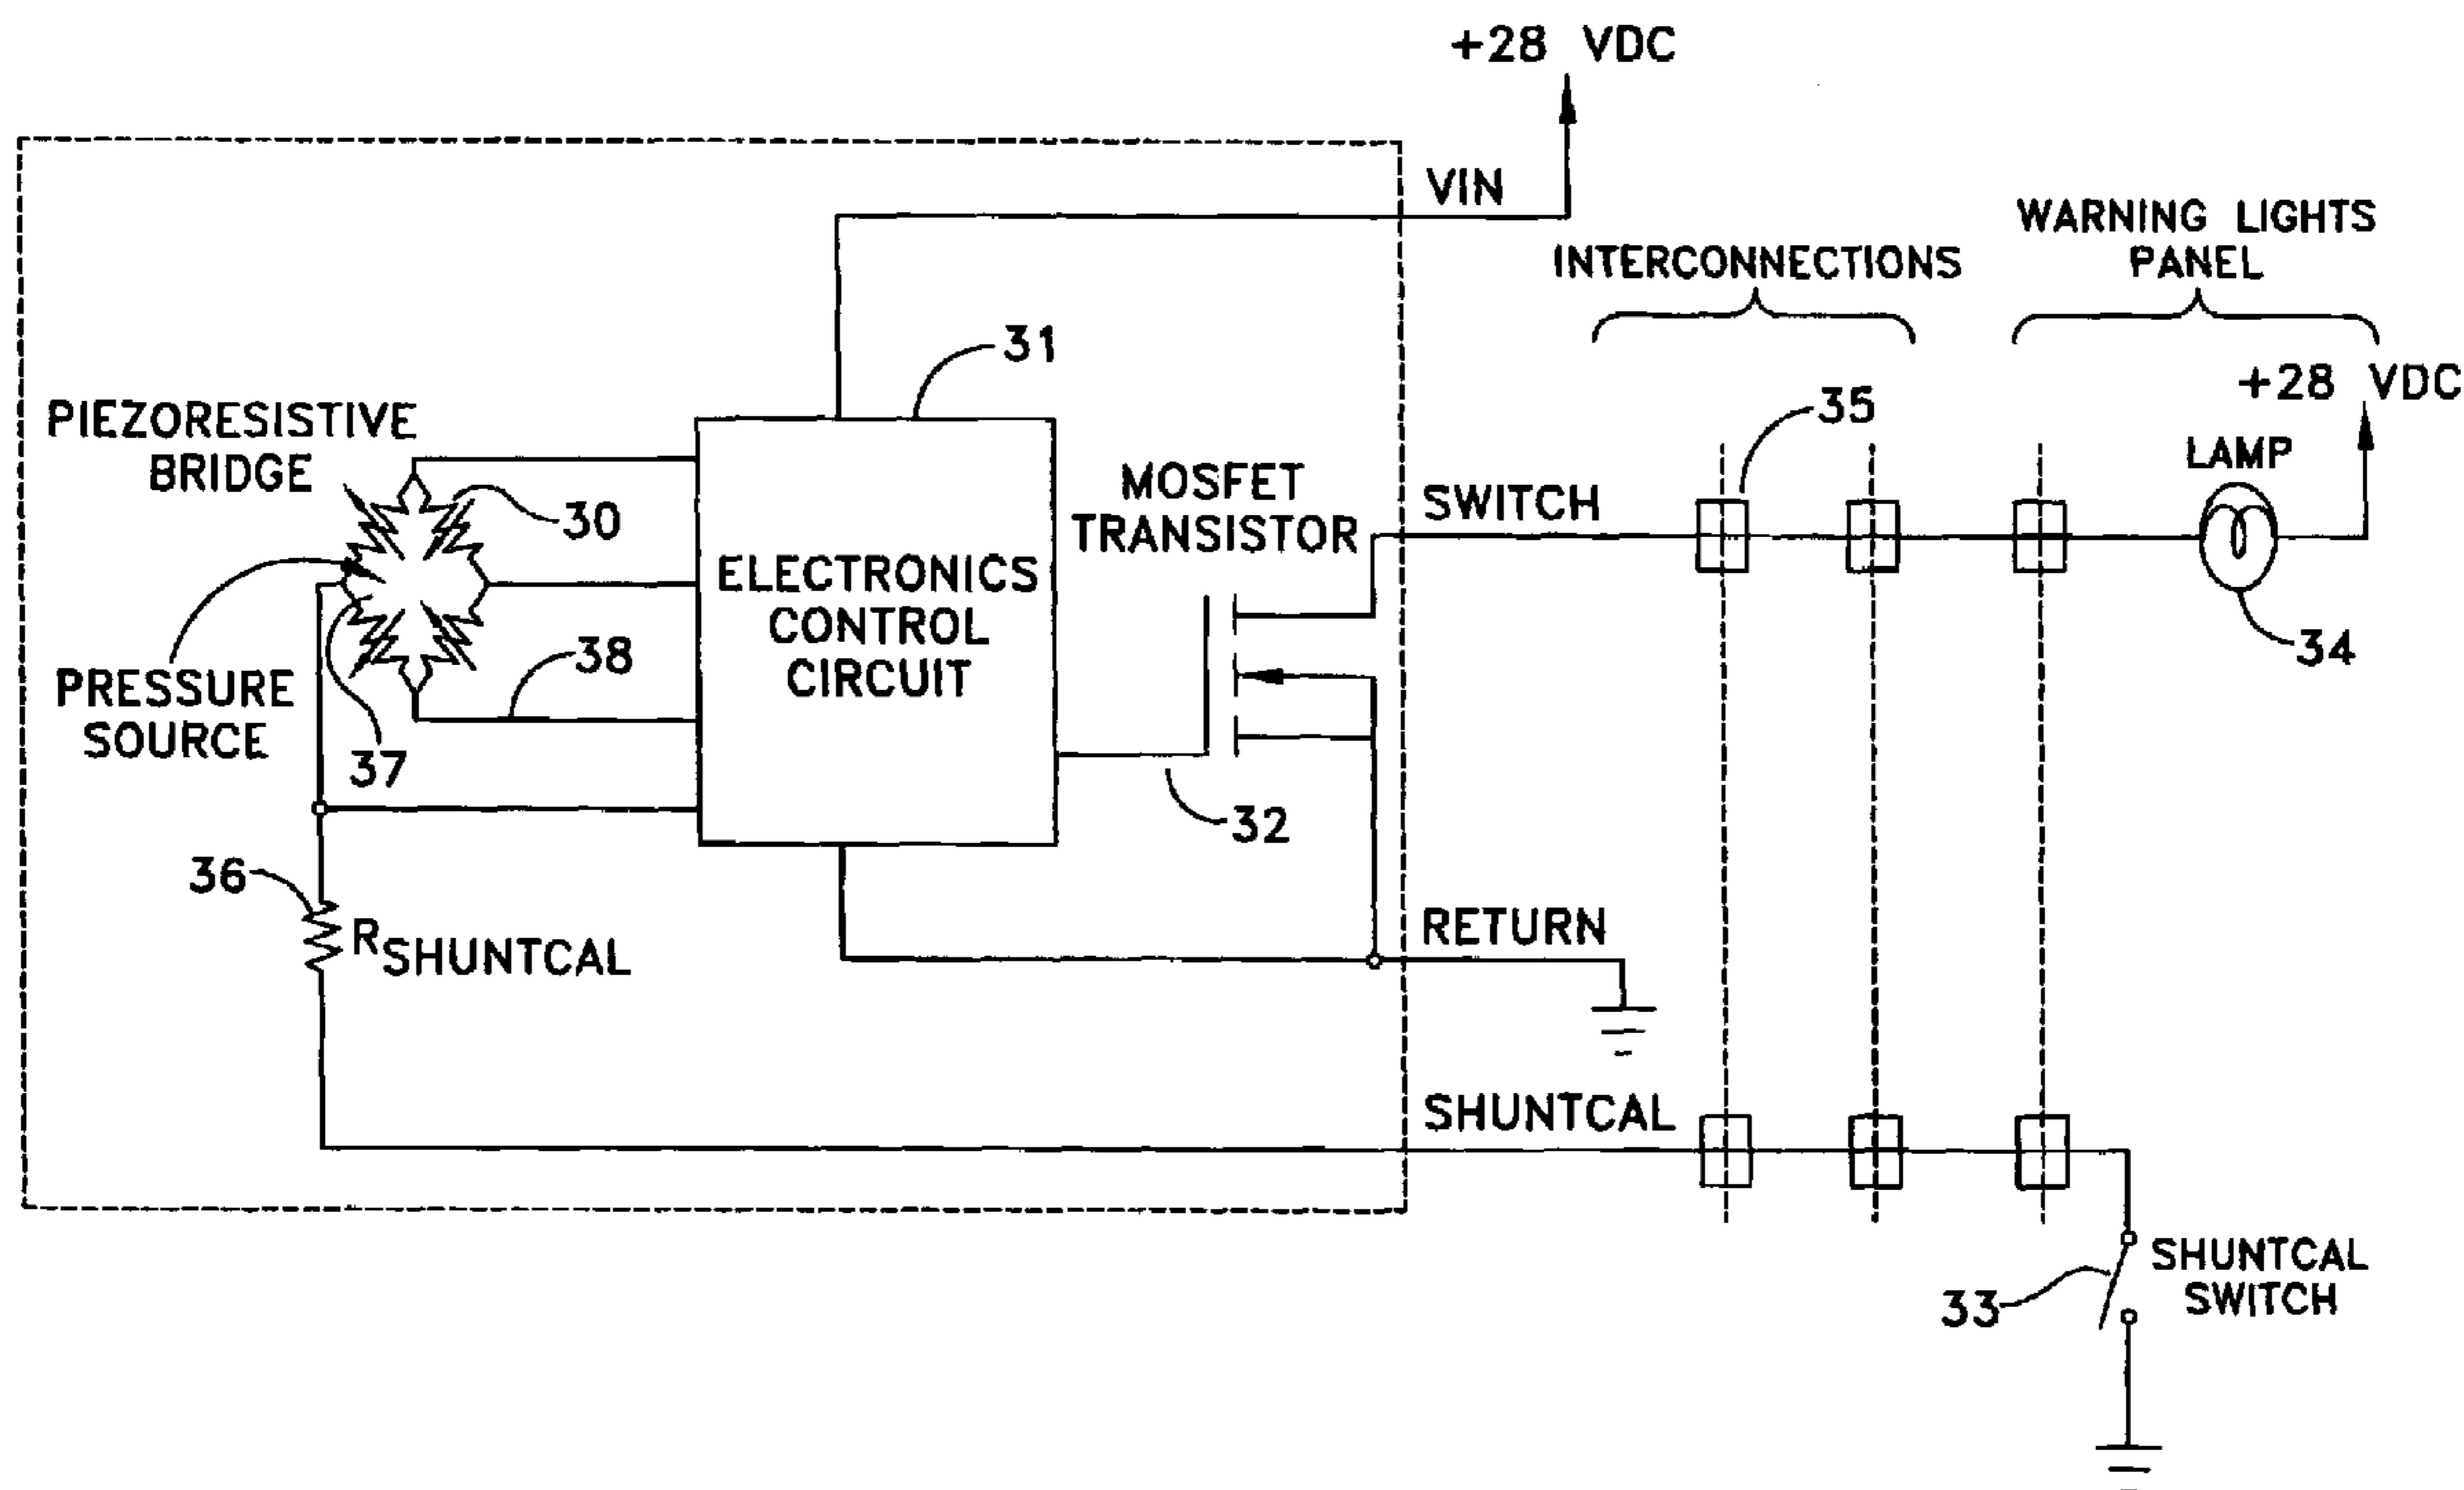 +28 VDC
VIN
WARNING LIGHTS
PANEL
INTERCONNECTIONS
31
+28 VDC
35
PIEZORESISTIVE
BRIDGE
LAMP
MOSFET
TRANSISTOR
SWITCH
30
ELECTRONICS
CONTROL
CIRCUIT
38
34
PRESSURE
SOURCE
37
32
36
RSHUNTCAL
RETURN
SHUNTCAL
SHUNTCAL
SWITCH
33